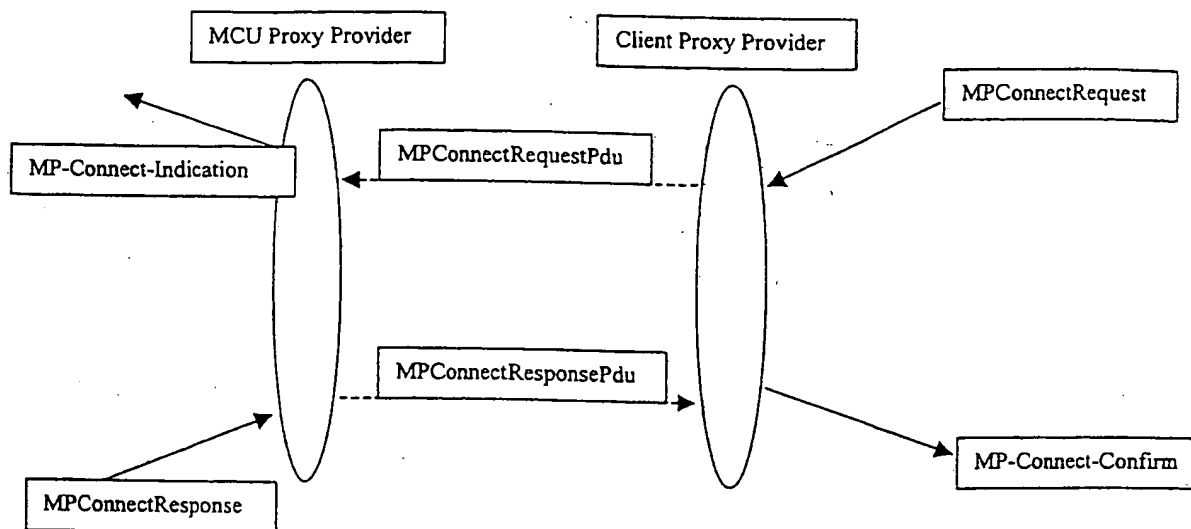 MCU Proxy Provider
Client Proxy Provider
MPConnectRequest
MPConnectRequestPdu
MP-Connect-Indication
MPConnectResponsePdu
MP-Connect-Confirm
MPConnectResponse